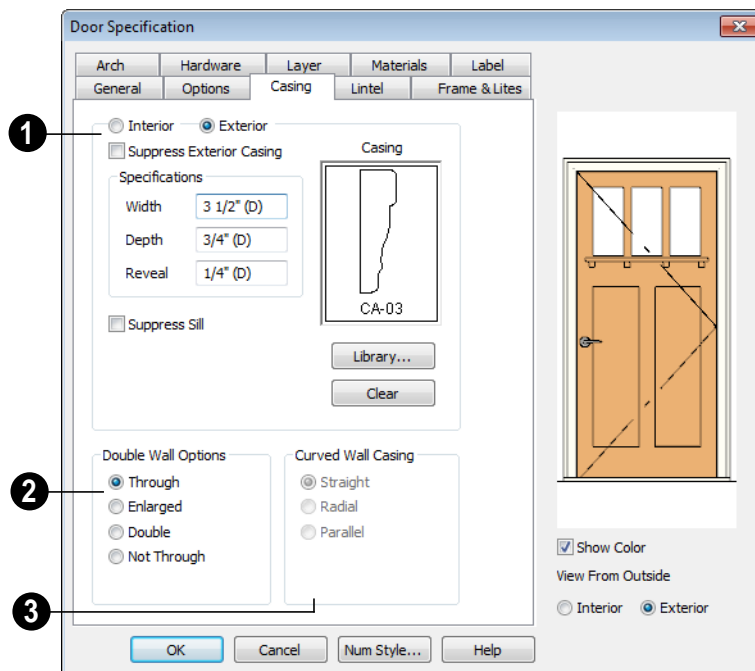 Door Specification
Arch Hardware Layer Materials Label
General Options Casing Lintel Frame & Lites
1
Interior Exterior
Suppress Exterior Casing
Casing
Specifications
Width 3 1/2" (D)
Depth 3/4" (D)
Reveal 1/4" (D)
CA-03
Suppress Sill
Library...
Clear
Double Wall Options
Curved Wall Casing
2
Through
Straight
Enlarged
Radial
Double
Parallel
Not Through
Show Color
View From Outside
3
Interior Exterior
OK Cancel Num Style... Help